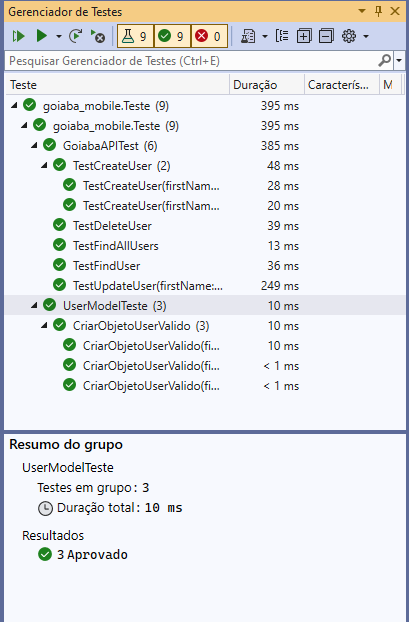 Gerenciador de Testes
9 9 0
Pesquisar Gerenciador de Testes (Ctrl+E)
Teste Duração Caracterís... M
goiaba_mobile.Teste (9) 395 ms
goiaba_mobile.Teste (9) 395 ms
GoiabaAPITest (6) 385 ms
TestCreateUser (2) 48 ms
TestCreateUser(firstNam... 28 ms
TestCreateUser(firstNam... 20 ms
TestDeleteUser 39 ms
TestFindAllUsers 13 ms
TestFindUser 36 ms
TestUpdateUser(firstName:... 249 ms
UserModelTeste (3) 10 ms
CriarObjetoUserValido (3) 10 ms
CriarObjetoUserValido(fi... 10 ms
CriarObjetoUserValido(fi... < 1 ms
CriarObjetoUserValido(fi... < 1 ms
Resumo do grupo
UserModelTeste
Testes em grupo: 3
Duração total: 10 ms
Resultados
3 Aprovado